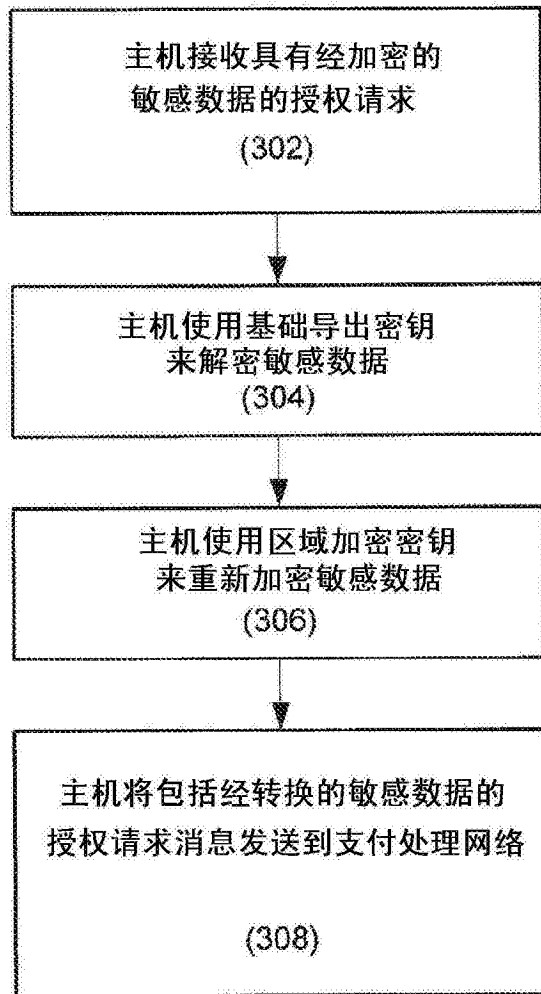 主机接收具有经加密的
敏感数据的授权请求
(302)
主机使用基础导出密钥
来解密敏感数据
(304)
主机使用区域加密密钥
来重新加密敏感数据
(306)
主机将包括经转换的敏感数据的
授权请求消息发送到支付处理网络
(308)